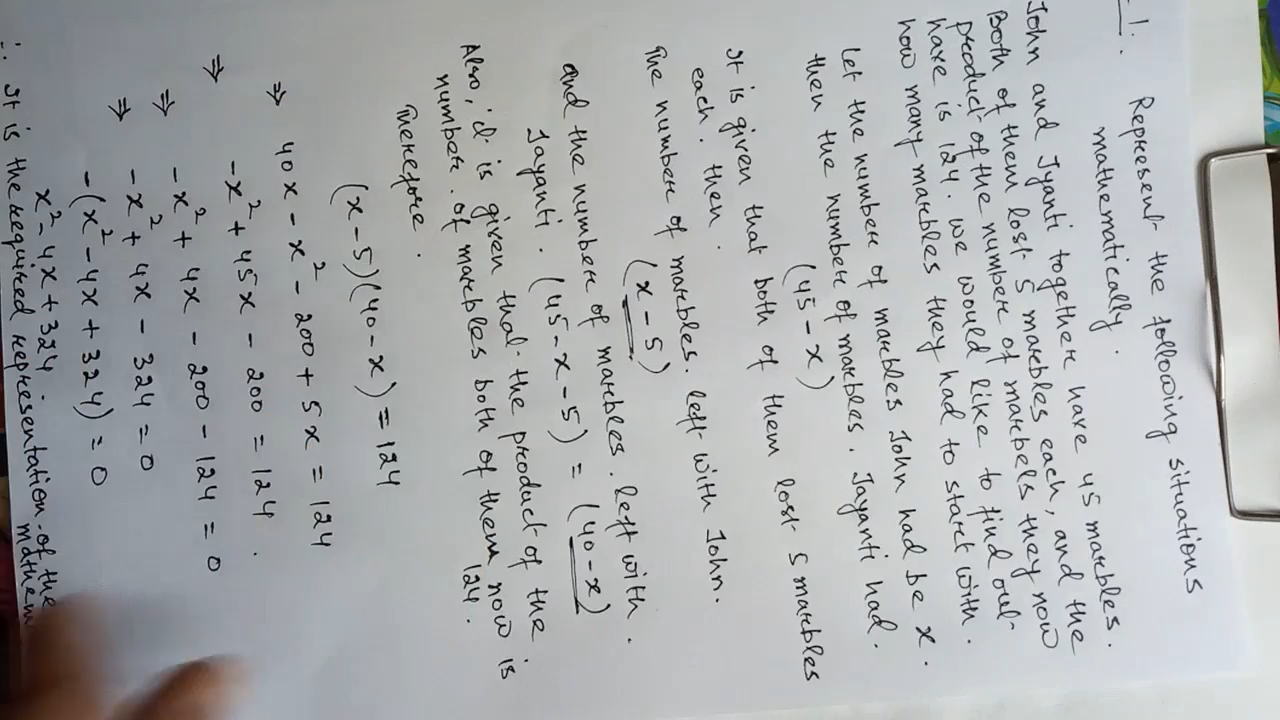 1.
Represent the following situations
mathematically.
John and Jyanti together have 45 marbles.
Both of them lost 5 marbles each, and the
product of the number of marbels they now
have is 124. we would like to find out
how many marbles they had to start with.
Let the number of marbles John had be x.
then the number of marbles. Jayanti had.
(45 - x)
It is given that both of them lost 5 marbles
each. then.
The number of marbles. left with John.
(x - 5)
and the number of marbles. left with.
Jayanti. (45 - x - 5) = (40 - x)
Also, it is given that the product of the
number. of marbles both of them now is
124.
Therefore.
(x - 5)(40 - x) = 124
⇒ 40x - x² - 200 + 5x = 124
⇒ -x² + 45x - 200 = 124.
⇒ -x² + 4x - 200 - 124 = 0
⇒ -x² + 4x - 324 = 0
-(x² - 4x + 324) = 0
x² - 4x + 324.
∴ It is the required representation. of the